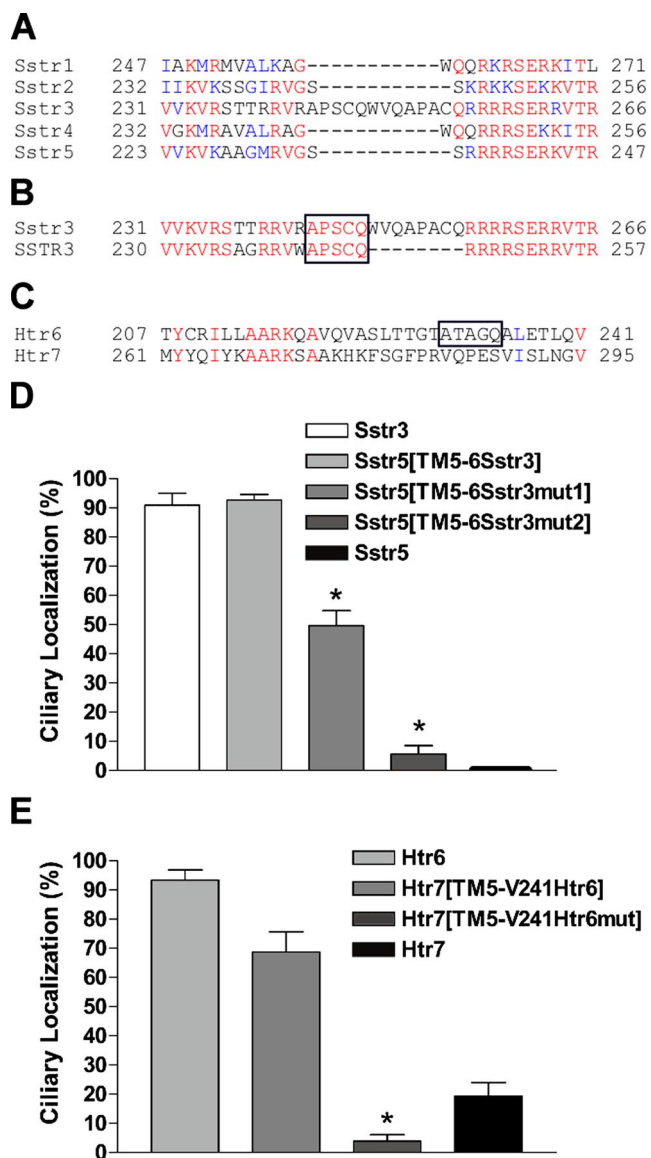 A
Sstr1 247 IAKMRMVALKAG------------WQQRKRSERKITL 271
Sstr2 232 IIKVKSSGIRVGS-----------SKRKKSEKKVTR 256
Sstr3 231 VVKVRSTTRRVRAPSCQWVQAPACQRRRRSERRVTR 266
Sstr4 232 VGKMRAVALRAG-----------WQQRRRSEKKITR 256
Sstr5 223 VVKVKAAGMRVGS-----------SRRRRSERKVTR 247
B
Sstr3 231 VVKVRSTTRRVRAPSCQWVQAPACQRRRRSERRVTR 266
SSTR3 230 VVKVRSAGRRVWAPSCQ--------RRRRSERRVTR 257
C
Htr6 207 TYCRILLAARKQAVQVASLTTGTATAGQALETLQV 241
Htr7 261 MYYQIYKAARKSAAKHKFSGFPRVQPESVISLNGV 295
D
Sstr3
Sstr5[TM5-6Sstr3]
Sstr5[TM5-6Sstr3mut1]
Sstr5[TM5-6Sstr3mut2]
Sstr5
Ciliary Localization (%)
100
90
80
70
60
50
40
30
20
10
0
*
*
E
Htr6
Htr7[TM5-V241Htr6]
Htr7[TM5-V241Htr6mut]
Htr7
Ciliary Localization (%)
100
90
80
70
60
50
40
30
20
10
0
*